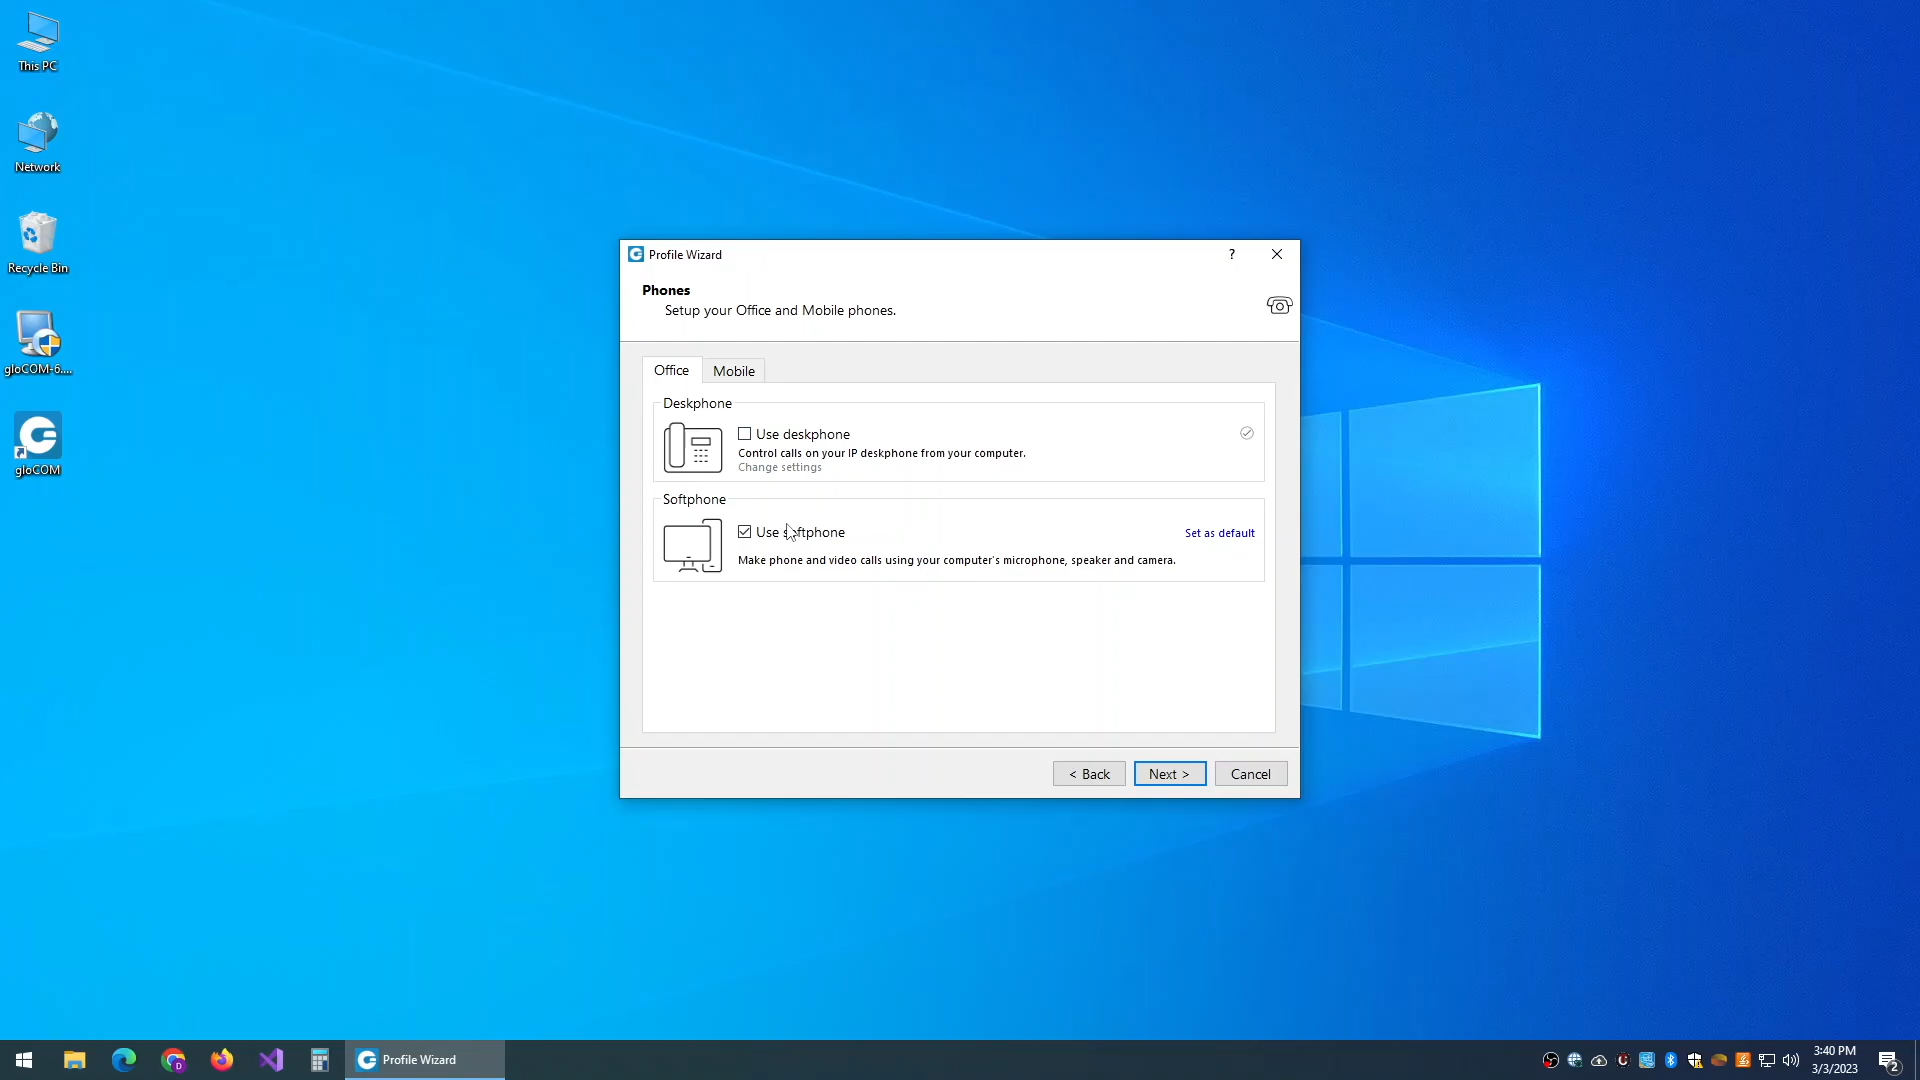 This PC
Network
Recycle Bin
gloCOM-6....
gloCOM
Profile Wizard
?
Phones
Setup your Office and Mobile phones.
Office
Mobile
Deskphone
Use deskphone
Control calls on your IP deskphone from your computer.
Change settings
Softphone
Use softphone
Set as default
Make phone and video calls using your computer's microphone, speaker and camera.
< Back
Next >
Cancel
Profile Wizard
3:40 PM
3/3/2023
2